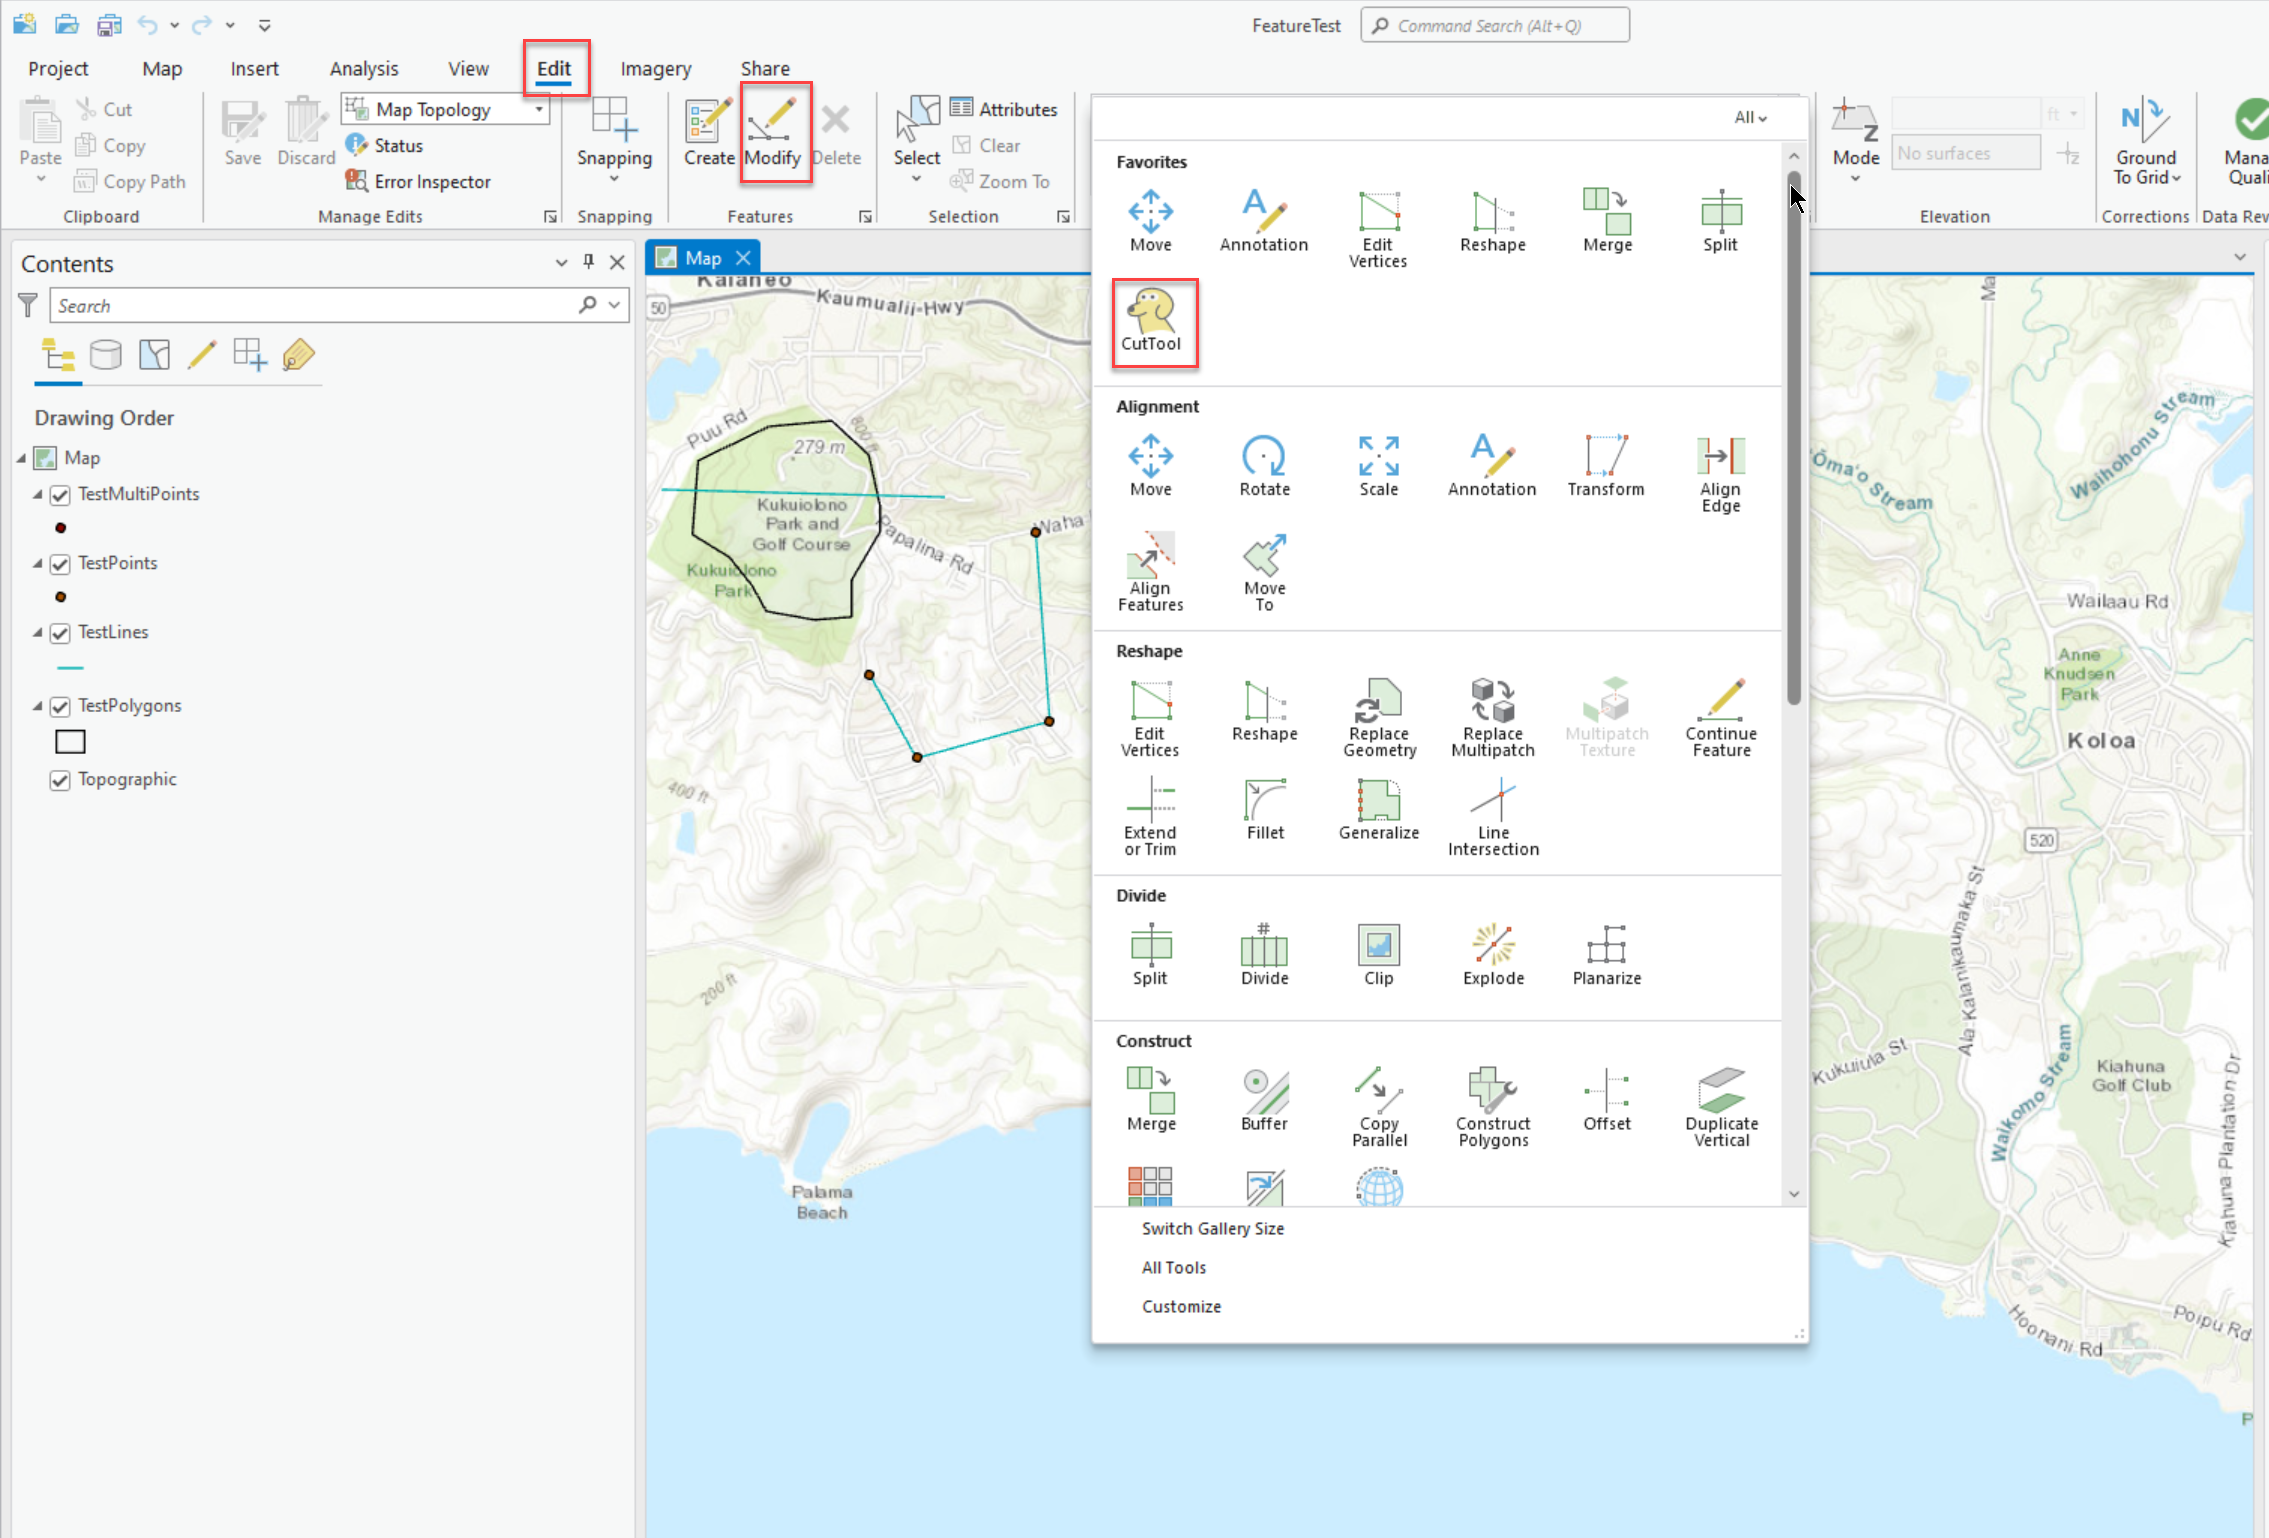 FeatureTest
Command Search (Alt+Q)
Project
Map
Insert
Analysis
View
Edit
Imagery
Share
Paste
Cut
Copy
Copy Path
Clipboard
Save
Discard
Map Topology
Status
Error Inspector
Manage Edits
Snapping
Snapping
Create
Modify
Delete
Features
Select
Attributes
Clear
Zoom To
Selection
All
Mode
ft
No surfaces
Elevation
Ground
To Grid
Corrections
Mana
Quali
Data Rev
Contents
Search
Drawing Order
Map
TestMultiPoints
TestPoints
TestLines
TestPolygons
Topographic
Map
Favorites
Move
Annotation
Edit
Vertices
Reshape
Merge
Split
CutTool
Alignment
Move
Rotate
Scale
Annotation
Transform
Align
Edge
Align
Features
Move
To
Reshape
Edit
Vertices
Reshape
Replace
Geometry
Replace
Multipatch
Multipatch
Texture
Continue
Feature
Extend
or Trim
Fillet
Generalize
Line
Intersection
Divide
Split
Divide
Clip
Explode
Planarize
Construct
Merge
Buffer
Copy
Parallel
Construct
Polygons
Offset
Duplicate
Vertical
Switch Gallery Size
All Tools
Customize
Kalaheo
50
Kaumualii-Hwy
Puu Rd
600 ft
279 m
Kukuiolono
Park and
Golf Course
Kukuiolono
Park
Papalina Rd
Waha
400 ft
200 ft
Palama
Beach
Ma
Ōma'o Stream
Waihohonu Stream
Wailaau Rd
Anne
Knudsen
Park
Koloa
520
Ala Kalanikaumaka St
Kukuiula St
Waikomo Stream
Kiahuna
Golf Club
Kiahuna Plantation Dr
Hoonani Rd
Poipu Rd
P